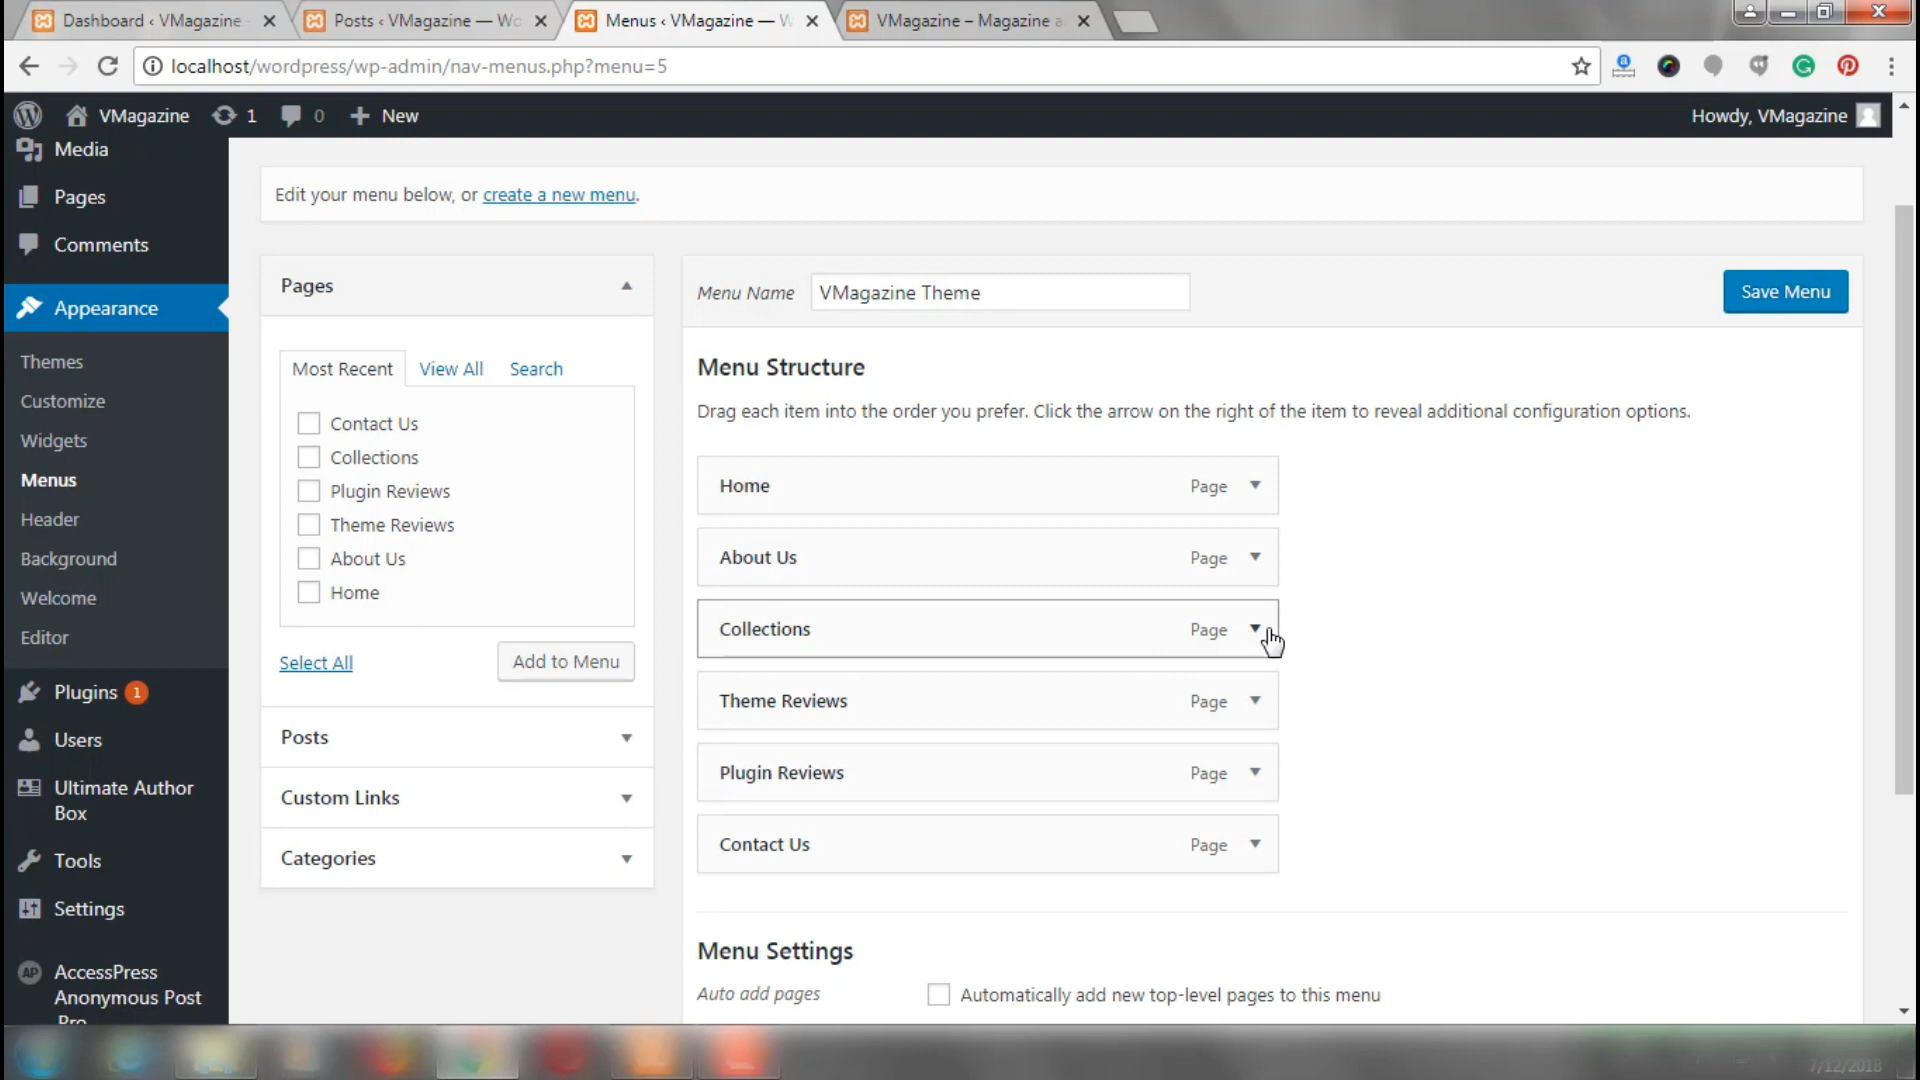 Dashboard ‹ VMagazine
Posts ‹ VMagazine — Wo
Menus ‹ VMagazine — W
VMagazine – Magazine a
localhost/wordpress/wp-admin/nav-menus.php?menu=5
VMagazine
1
0
New
Howdy, VMagazine
Media
Pages
Comments
Appearance
Themes
Customize
Widgets
Menus
Header
Background
Welcome
Editor
Plugins 1
Users
Ultimate Author
Box
Tools
Settings
AP
AccessPress
Anonymous Post
Pro
Edit your menu below, or create a new menu.
Pages
Most Recent
View All
Search
Contact Us
Collections
Plugin Reviews
Theme Reviews
About Us
Home
Select All
Add to Menu
Posts
Custom Links
Categories
Menu Name
VMagazine Theme
Save Menu
Menu Structure
Drag each item into the order you prefer. Click the arrow on the right of the item to reveal additional configuration options.
Home Page
About Us Page
Collections Page
Theme Reviews Page
Plugin Reviews Page
Contact Us Page
Menu Settings
Auto add pages
Automatically add new top-level pages to this menu
7/12/2018